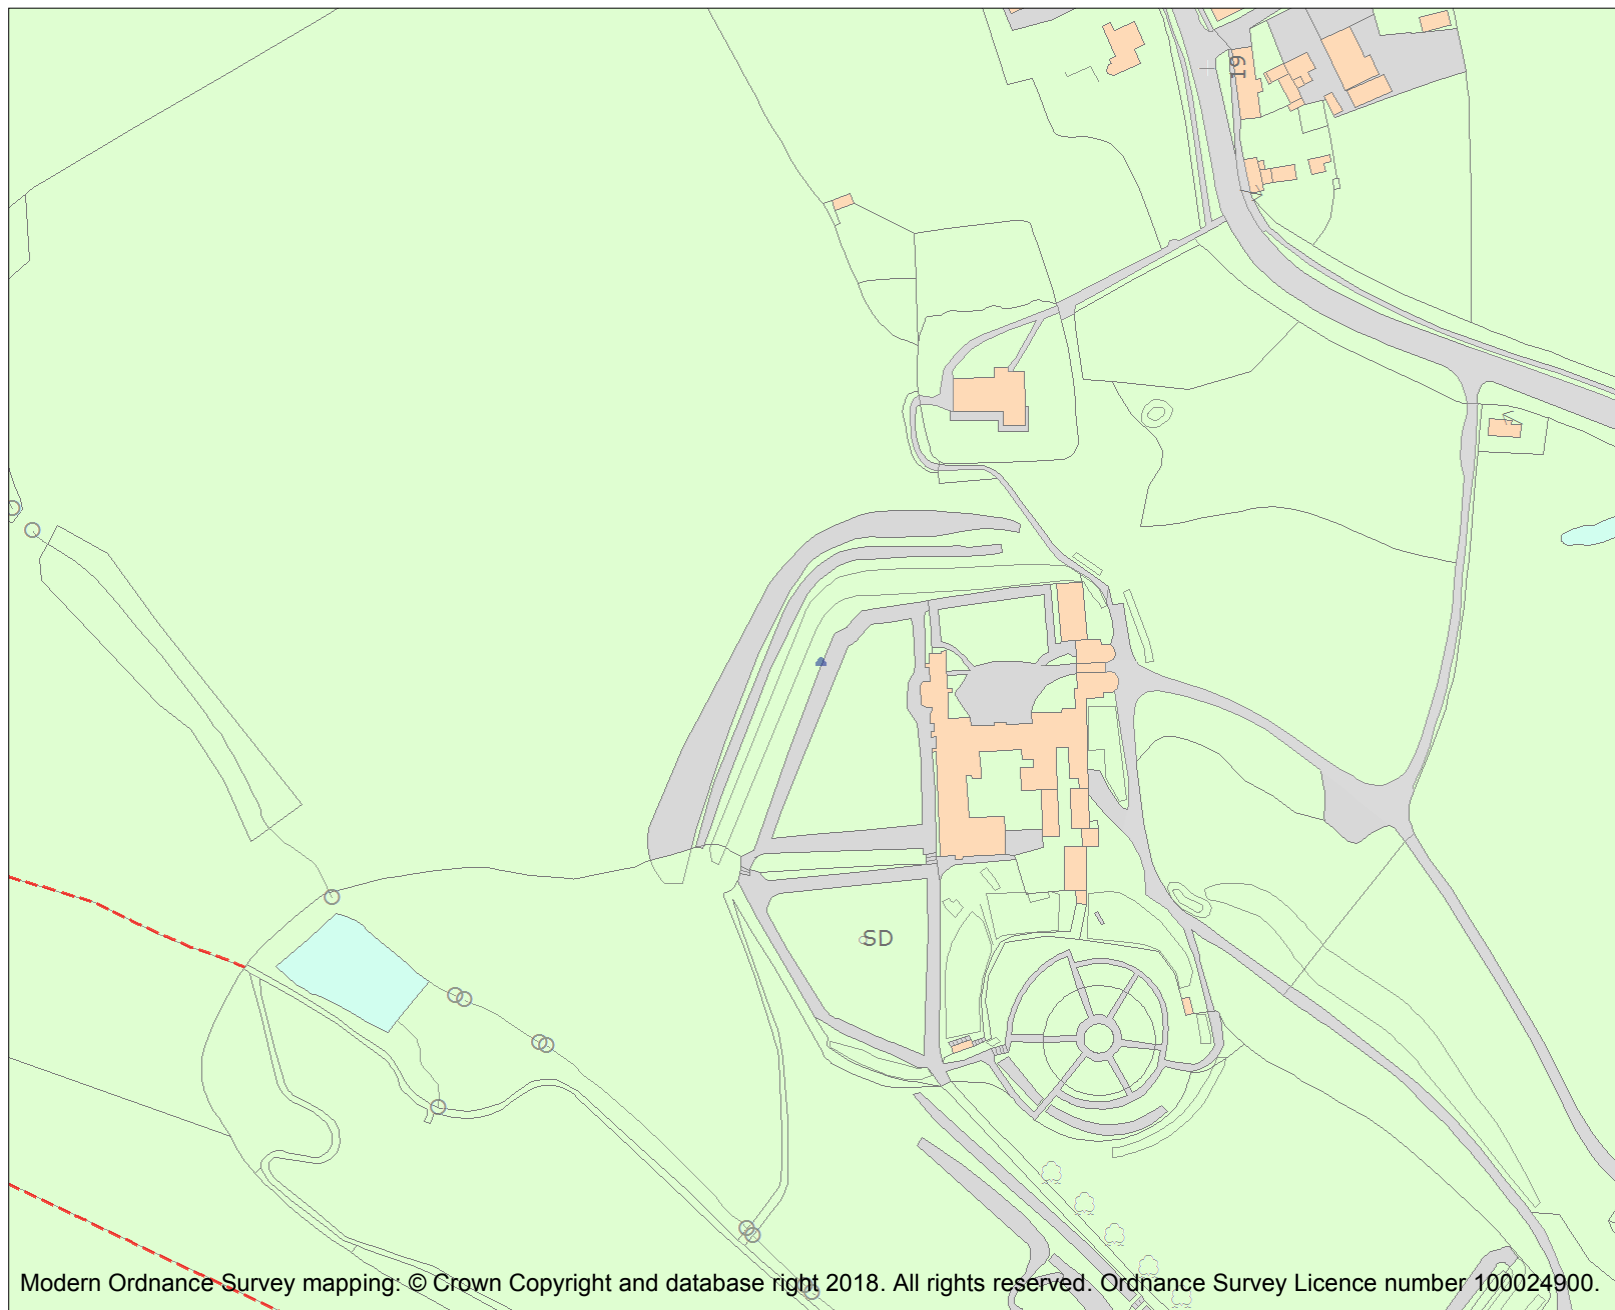 19
SD
Modern Ordnance Survey mapping: © Crown Copyright and database right 2018. All rights reserved. Ordnance Survey Licence number 100024900.